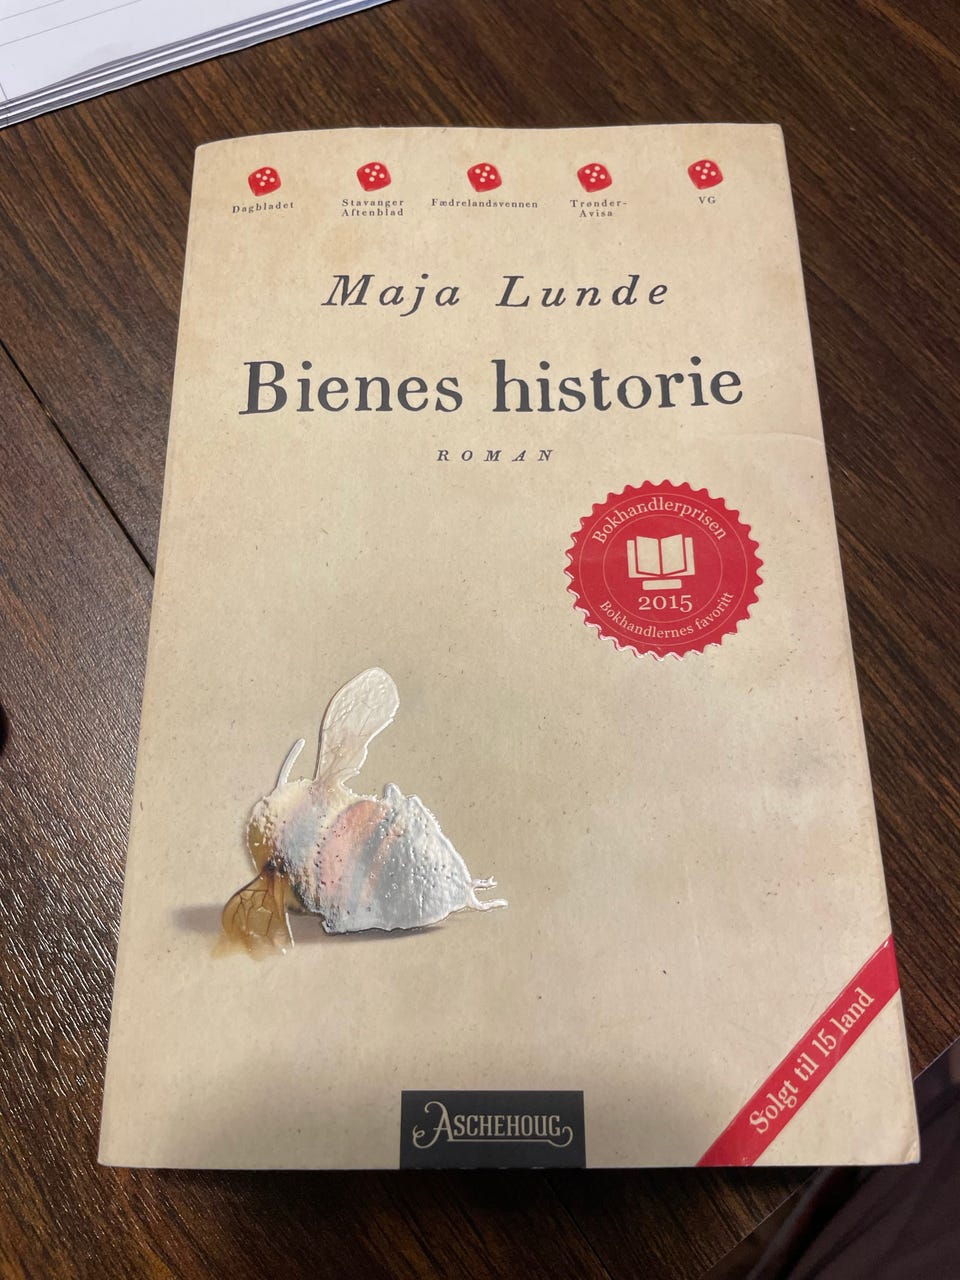 Dagbladet
Stavanger
Aftenblad
Fædrelandsvennen
Trønder-
Avisa
VG
Maja Lunde
Bienes historie
ROMAN
Bokhandlerprisen
2015
Bokhandlernes favoritt
Solgt til 15 land
ASCHEHOUG